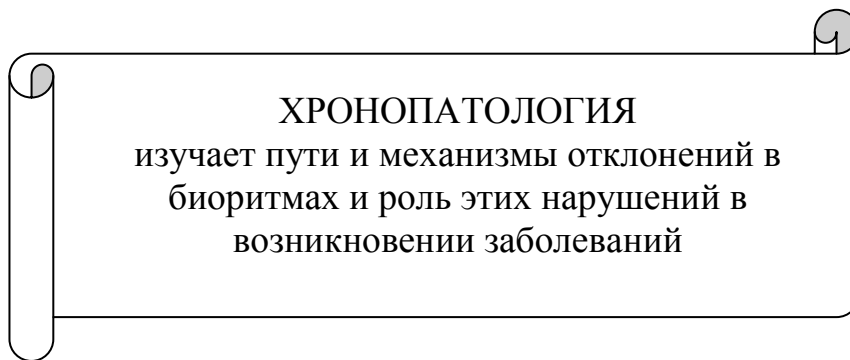 ХРОНОПАТОЛОГИЯ
изучает пути и механизмы отклонений в
биоритмах и роль этих нарушений в
возникновении заболеваний